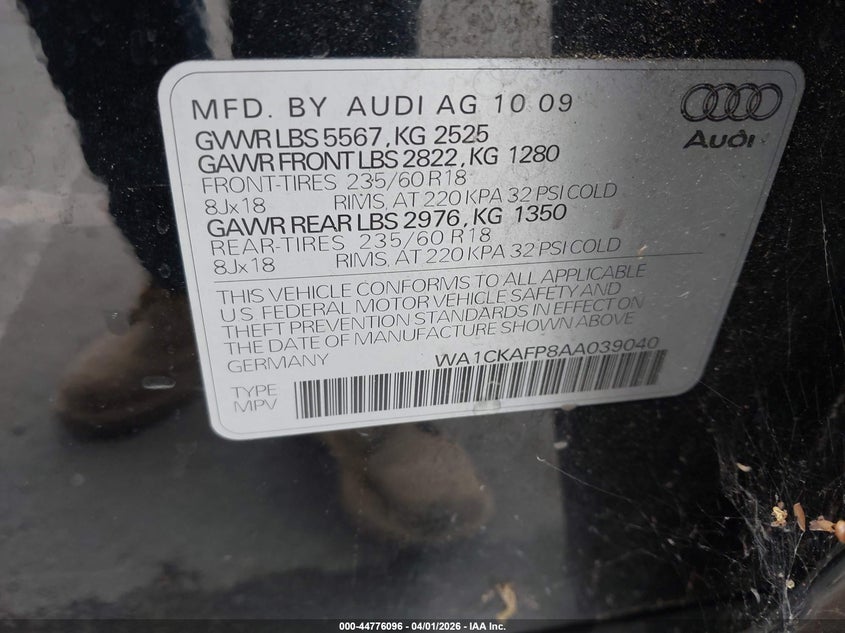 MFD. BY AUDI AG 10 09
Audi
GVWR LBS 5567, KG 2525
GAWR FRONT LBS 2822, KG 1280
FRONT-TIRES 235/60 R18
8Jx18 RIMS, AT 220 KPA 32 PSI COLD
GAWR REAR LBS 2976, KG 1350
REAR-TIRES 235/60 R18
8Jx18 RIMS, AT 220 KPA 32 PSI COLD
THIS VEHICLE CONFORMS TO ALL APPLICABLE
U.S FEDERAL MOTOR VEHICLE SAFETY AND
THEFT PREVENTION STANDARDS IN EFFECT ON
THE DATE OF MANUFACTURE SHOWN ABOVE
GERMANY WA1CKAFP8AA039040
TYPE
MPV
000-44776096 - 04/01/2026 - IAA Inc.